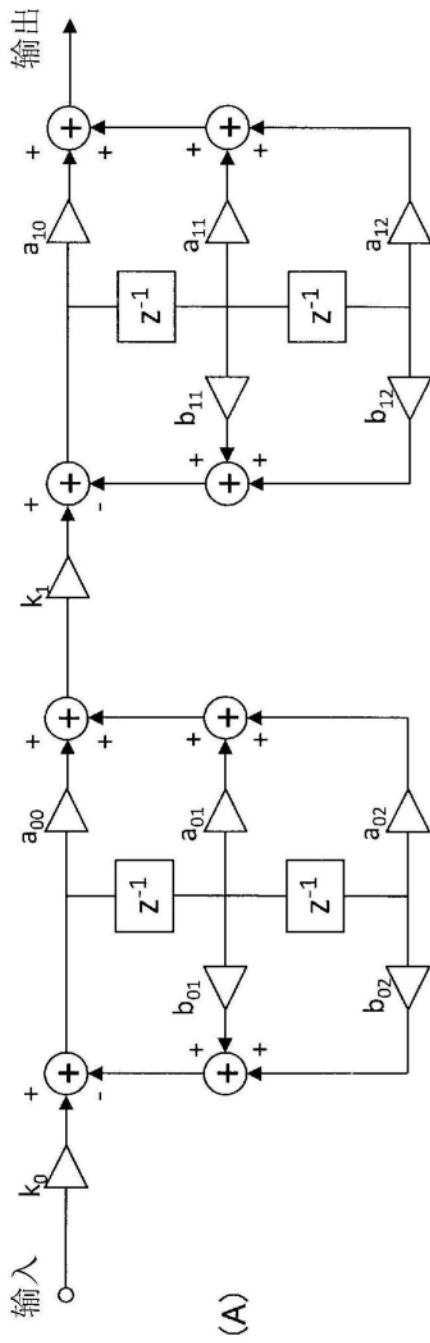 输入
k₀
+
-
+
a₀₀
+
+
+
k₁
+
-
+
a₁₀
+
+
+
输出
z⁻¹
z⁻¹
b₀₁
+
+
+
a₀₁
+
+
+
b₁₁
+
+
+
a₁₁
+
+
+
z⁻¹
z⁻¹
b₀₂
a₀₂
b₁₂
a₁₂
(A)